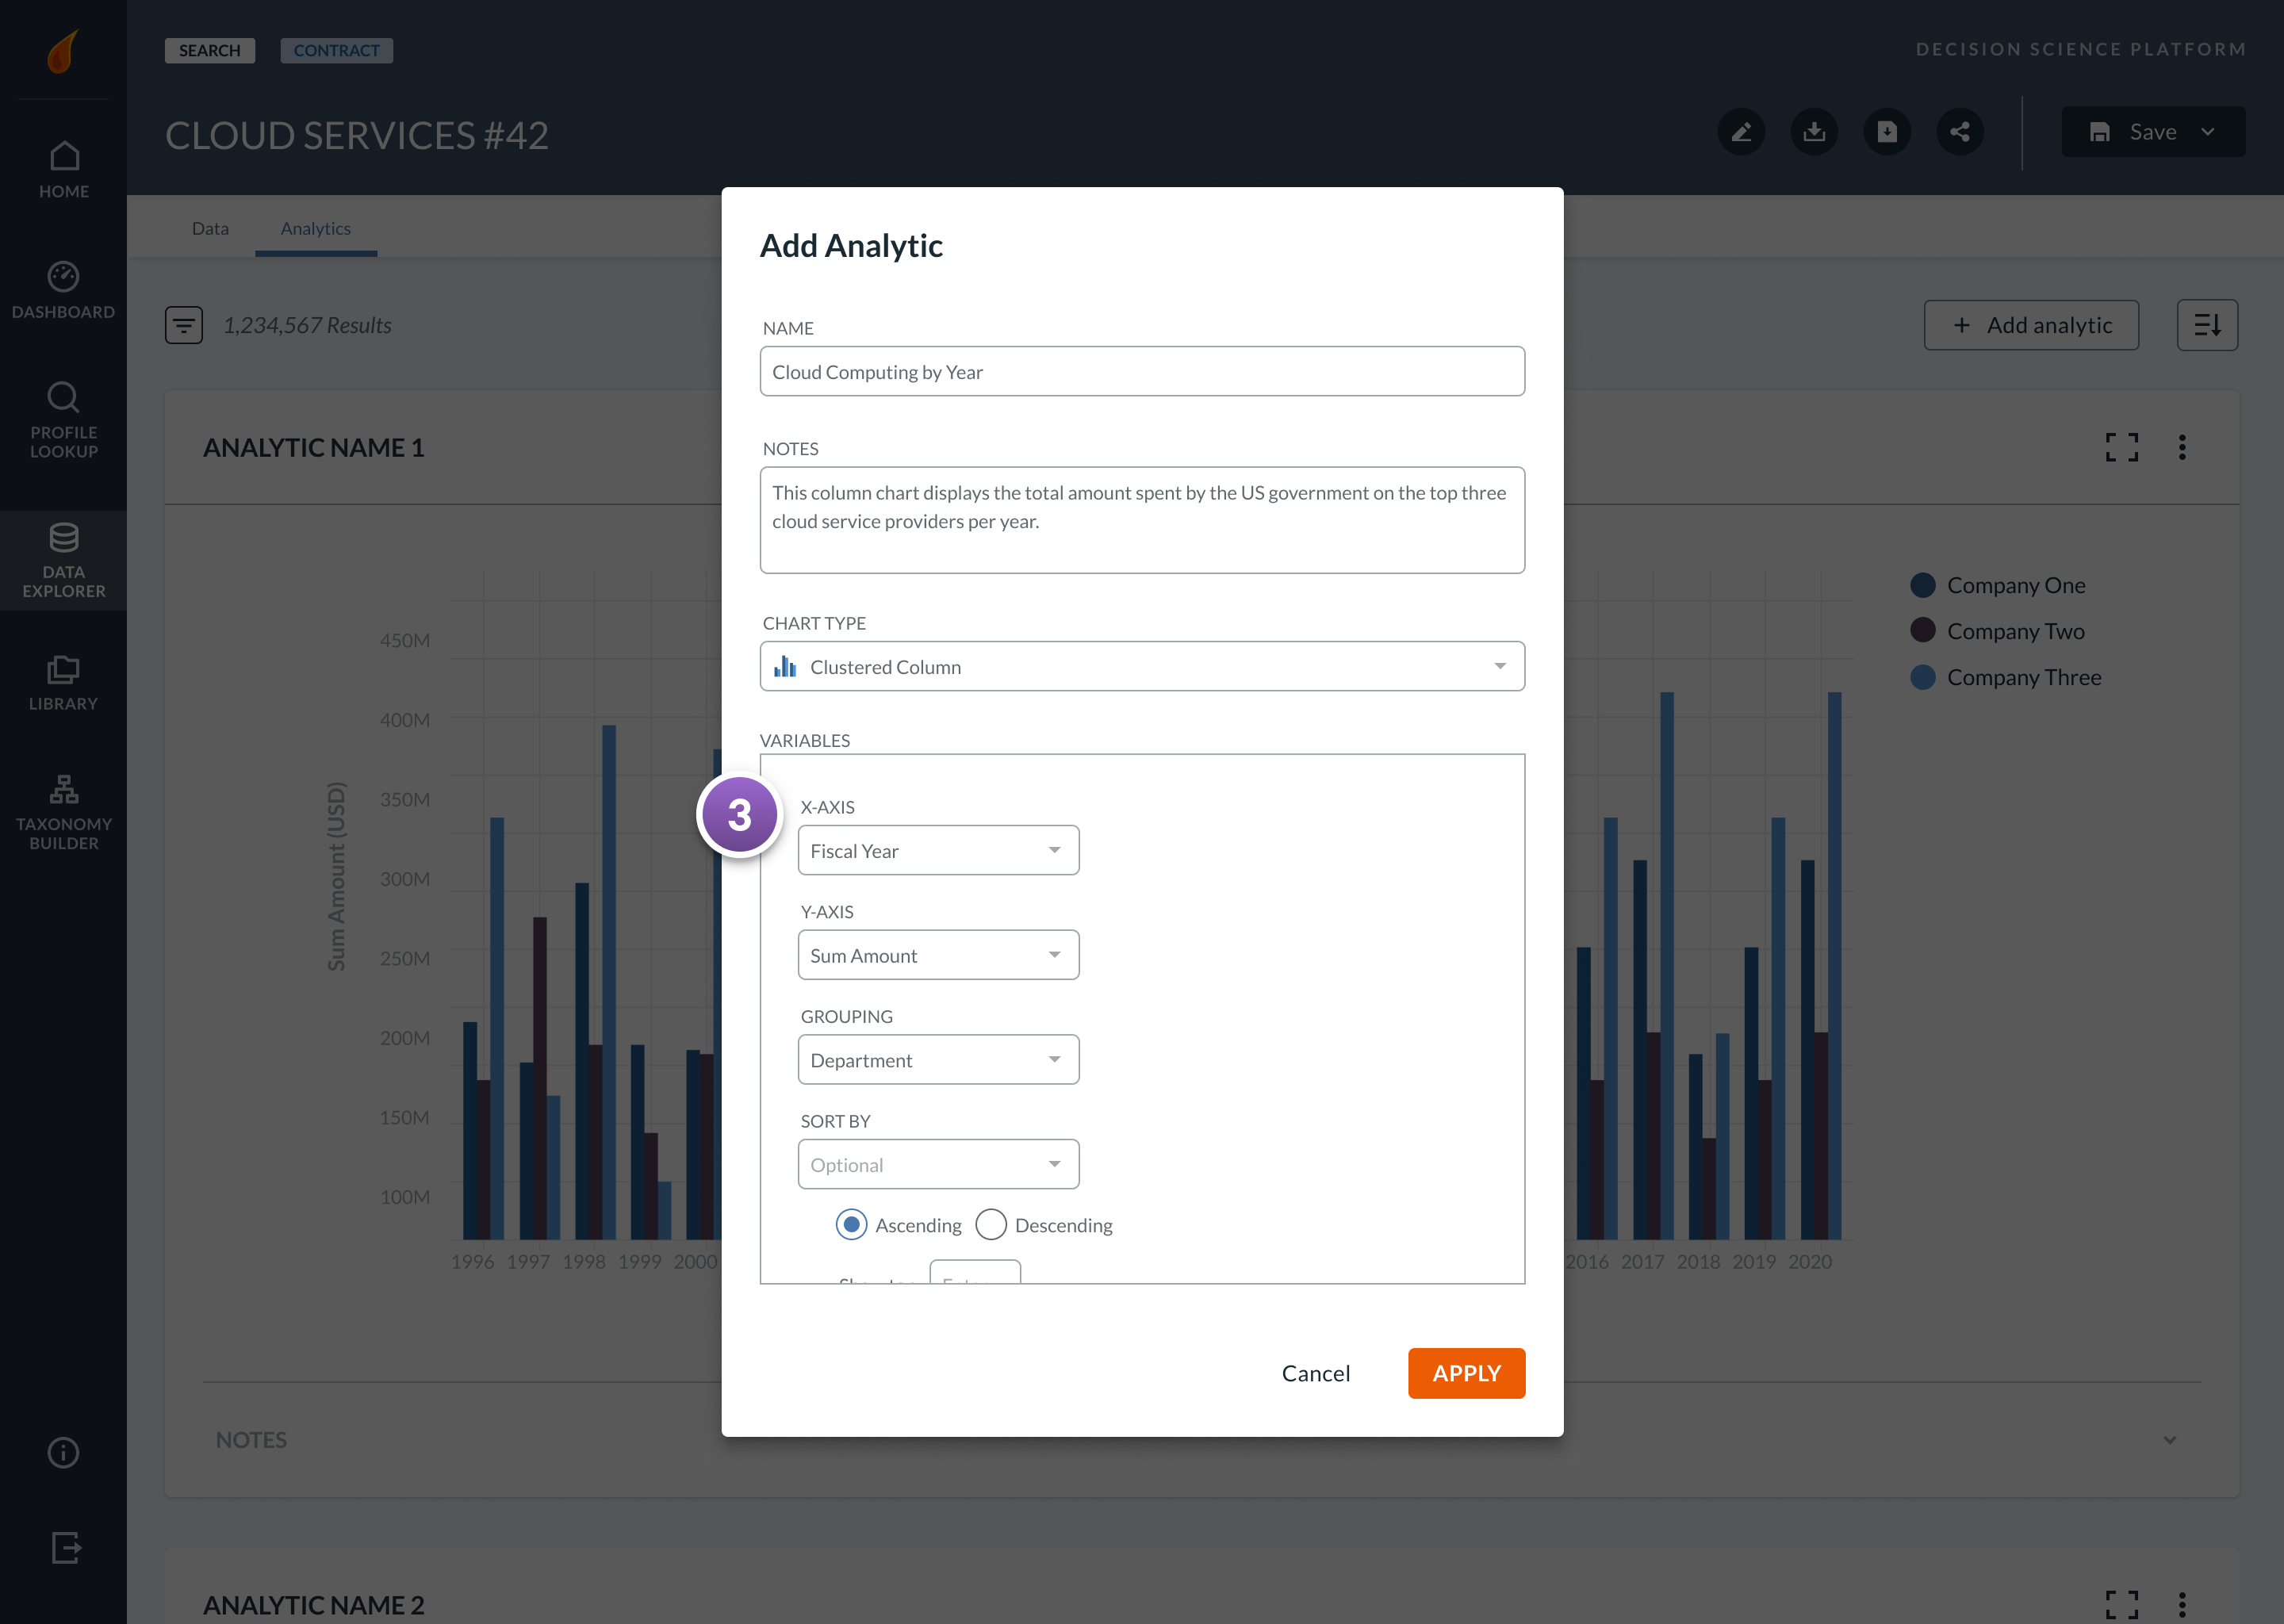 SEARCH
CONTRACT
DECISION SCIENCE PLATFORM
CLOUD SERVICES #42
Save
HOME
DASHBOARD
PROFILE
LOOKUP
DATA
EXPLORER
LIBRARY
TAXONOMY
BUILDER
Data
Analytics
1,234,567 Results
Add analytic
ANALYTIC NAME 1
Sum Amount (USD)
450M
400M
350M
300M
250M
200M
150M
100M
1996 1997 1998 1999 2000
2016 2017 2018 2019 2020
Company One
Company Two
Company Three
NOTES
ANALYTIC NAME 2
Add Analytic
NAME
Cloud Computing by Year
NOTES
This column chart displays the total amount spent by the US government on the top three
cloud service providers per year.
CHART TYPE
Clustered Column
VARIABLES
3
X-AXIS
Fiscal Year
Y-AXIS
Sum Amount
GROUPING
Department
SORT BY
Optional
Ascending
Descending
Cancel
APPLY